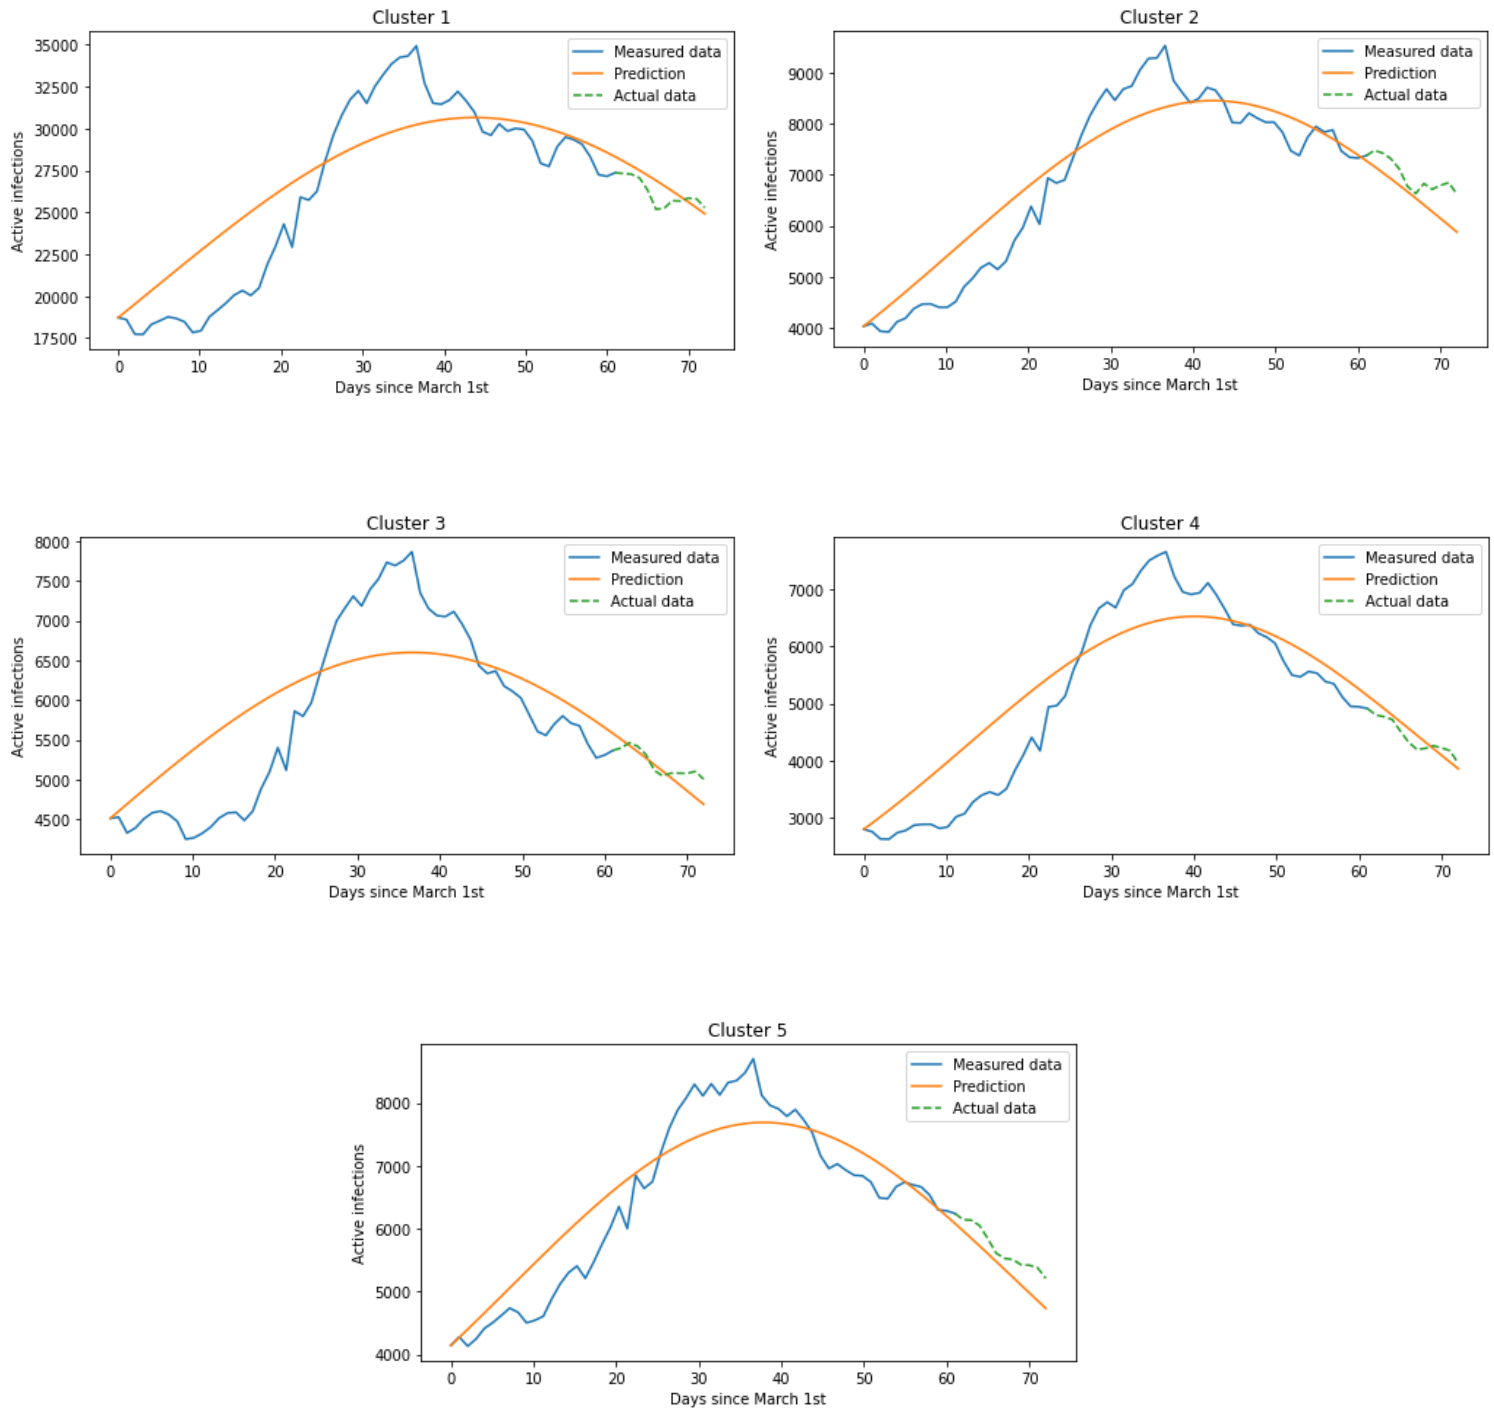 Cluster 1
35000
32500
30000
27500
25000
22500
20000
17500
Active infections
Measured data
Prediction
Actual data
0 10 20 30 40 50 60 70
Days since March 1st
Cluster 2
9000
8000
7000
6000
5000
4000
Active infections
Measured data
Prediction
Actual data
0 10 20 30 40 50 60 70
Days since March 1st
Cluster 3
8000
7500
7000
6500
6000
5500
5000
4500
Active infections
Measured data
Prediction
Actual data
0 10 20 30 40 50 60 70
Days since March 1st
Cluster 4
7000
6000
5000
4000
3000
Active infections
Measured data
Prediction
Actual data
0 10 20 30 40 50 60 70
Days since March 1st
Cluster 5
8000
7000
6000
5000
4000
Active infections
Measured data
Prediction
Actual data
0 10 20 30 40 50 60 70
Days since March 1st